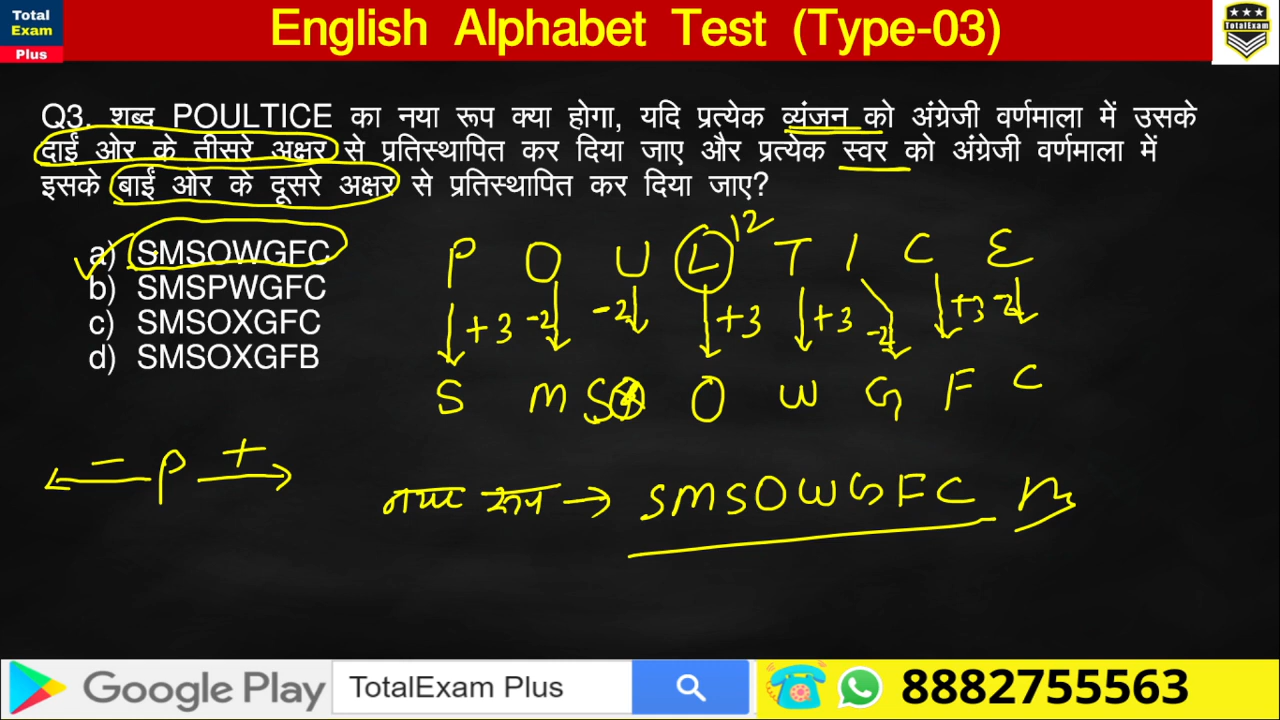 Total
Exam
Plus
English Alphabet Test (Type-03)
TotalExam
Q3. शब्द POULTICE का नया रूप क्या होगा, यदि प्रत्येक व्यंजन को अंग्रेजी वर्णमाला में उसके
दाईं ओर के तीसरे अक्षर से प्रतिस्थापित कर दिया जाए और प्रत्येक स्वर को अंग्रेजी वर्णमाला में
इसके बाईं ओर के दूसरे अक्षर से प्रतिस्थापित कर दिया जाए?
a) SMSOWGFC
b) SMSPWGFC
c) SMSOXGFC
d) SMSOXGFB
12
P O U L T I C E
+3 -2 -2 +3 +3 -2 +3 -2
S M S O W G F C
- P +
नया रूप → SMSOWGFC
Google Play
TotalExam Plus
8882755563